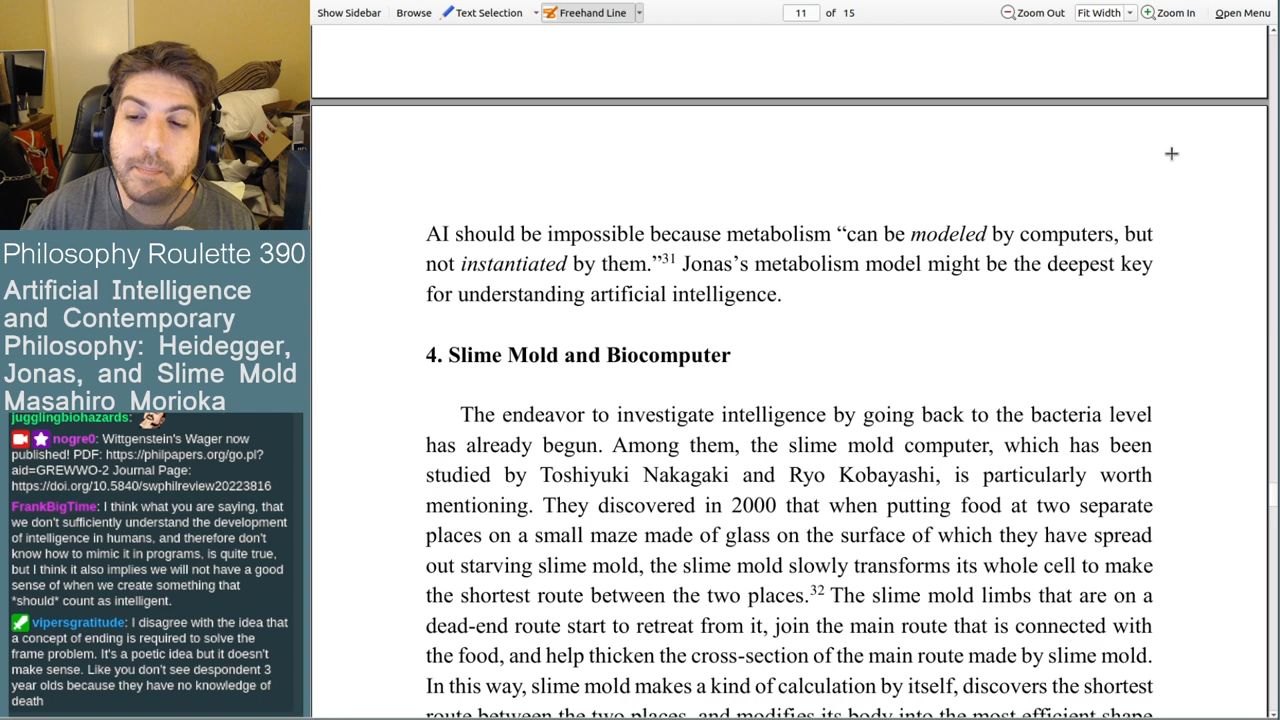 Show Sidebar Browse Text Selection Freehand Line 11 of 15 Zoom Out Fit Width Zoom In Open Menu
AI should be impossible because metabolism “can be modeled by computers, but
not instantiated by them.”31 Jonas’s metabolism model might be the deepest key
for understanding artificial intelligence.
4. Slime Mold and Biocomputer
The endeavor to investigate intelligence by going back to the bacteria level
has already begun. Among them, the slime mold computer, which has been
studied by Toshiyuki Nakagaki and Ryo Kobayashi, is particularly worth
mentioning. They discovered in 2000 that when putting food at two separate
places on a small maze made of glass on the surface of which they have spread
out starving slime mold, the slime mold slowly transforms its whole cell to make
the shortest route between the two places.32 The slime mold limbs that are on a
dead-end route start to retreat from it, join the main route that is connected with
the food, and help thicken the cross-section of the main route made by slime mold.
In this way, slime mold makes a kind of calculation by itself, discovers the shortest
route between the two places, and modifies its body into the most efficient shape
Philosophy Roulette 390
Artificial Intelligence
and Contemporary
Philosophy: Heidegger,
Jonas, and Slime Mold
Masahiro Morioka
jugglingbiohazards:
nogre0: Wittgenstein's Wager now
published! PDF: https://philpapers.org/go.pl?
aid=GREWWO-2 Journal Page:
https://doi.org/10.5840/swphilreview20223816
FrankBigTime: I think what you are saying, that
we don't sufficiently understand the development
of intelligence in humans, and therefore don't
know how to mimic it in programs, is quite true,
but I think it also implies we will not have a good
sense of when we create something that
*should* count as intelligent.
vipersgratitude: I disagree with the idea that
a concept of ending is required to solve the
frame problem. It's a poetic idea but it doesn't
make sense. Like you don't see despondent 3
year olds because they have no knowledge of
death